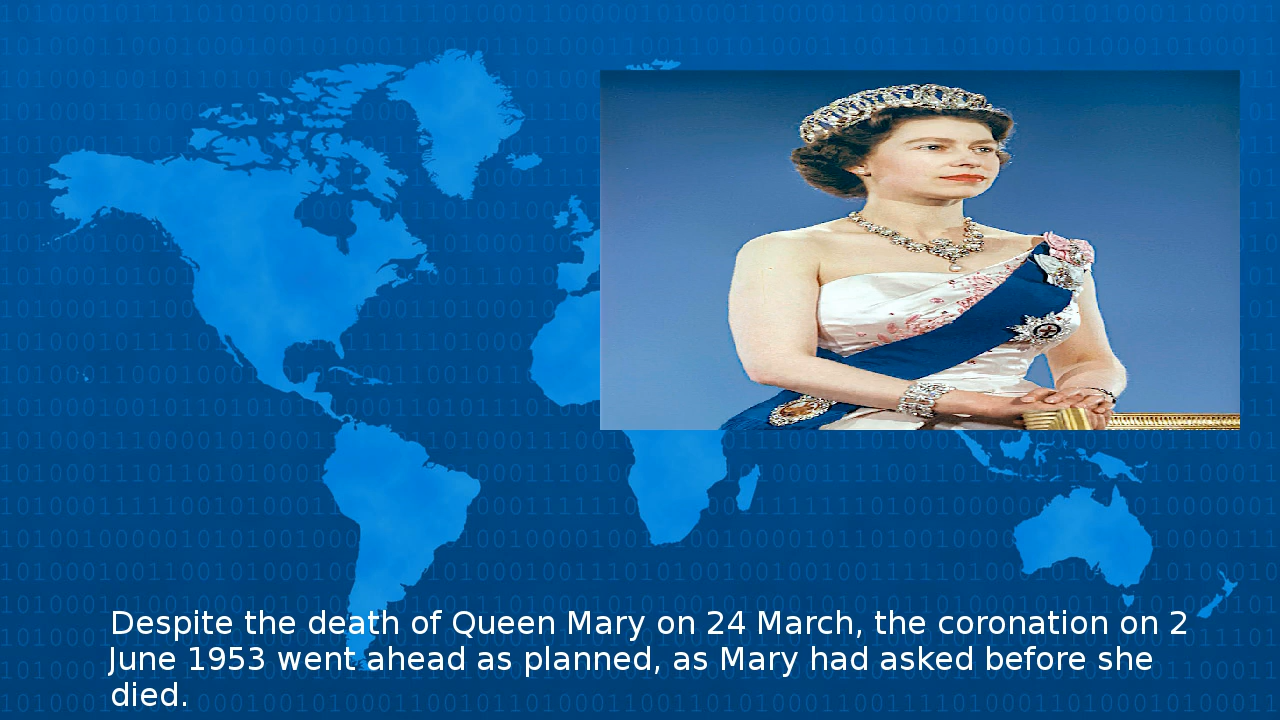 Despite the death of Queen Mary on 24 March, the coronation on 2
June 1953 went ahead as planned, as Mary had asked before she
died.